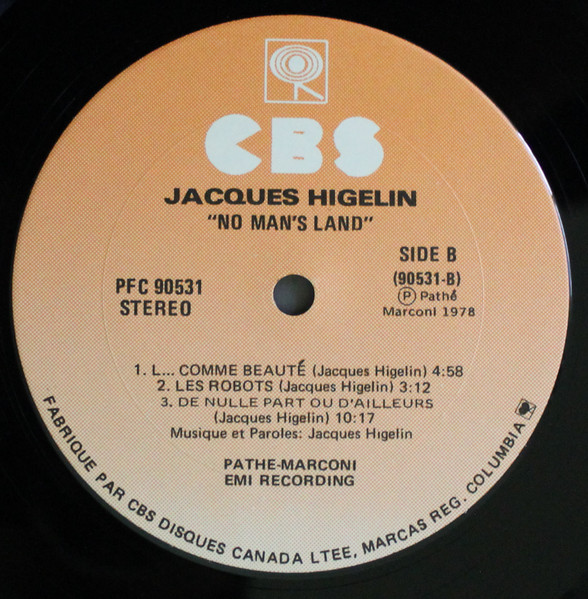 CBS
JACQUES HIGELIN
"NO MAN'S LAND"
SIDE B
PFC 90531
STEREO
(90531-B)
Ⓟ Pathé
Marconi 1978
1. L... COMME BEAUTÉ (Jacques Higelin) 4:58
2. LES ROBOTS (Jacques Higelin) 3:12
3. DE NULLE PART OU D'AILLEURS
(Jacques Higelin) 10:17
Musique et Paroles: Jacques Higelin
PATHE-MARCONI
EMI RECORDING
FABRIQUE PAR CBS DISQUES CANADA LTEE, MARCAS REG. COLUMBIA